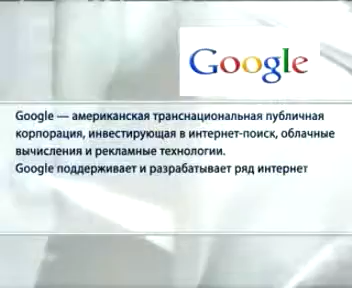 Google
Google — американская транснациональная публичная
корпорация, инвестирующая в интернет-поиск, облачные
вычисления и рекламные технологии.
Google поддерживает и разрабатывает ряд интернет